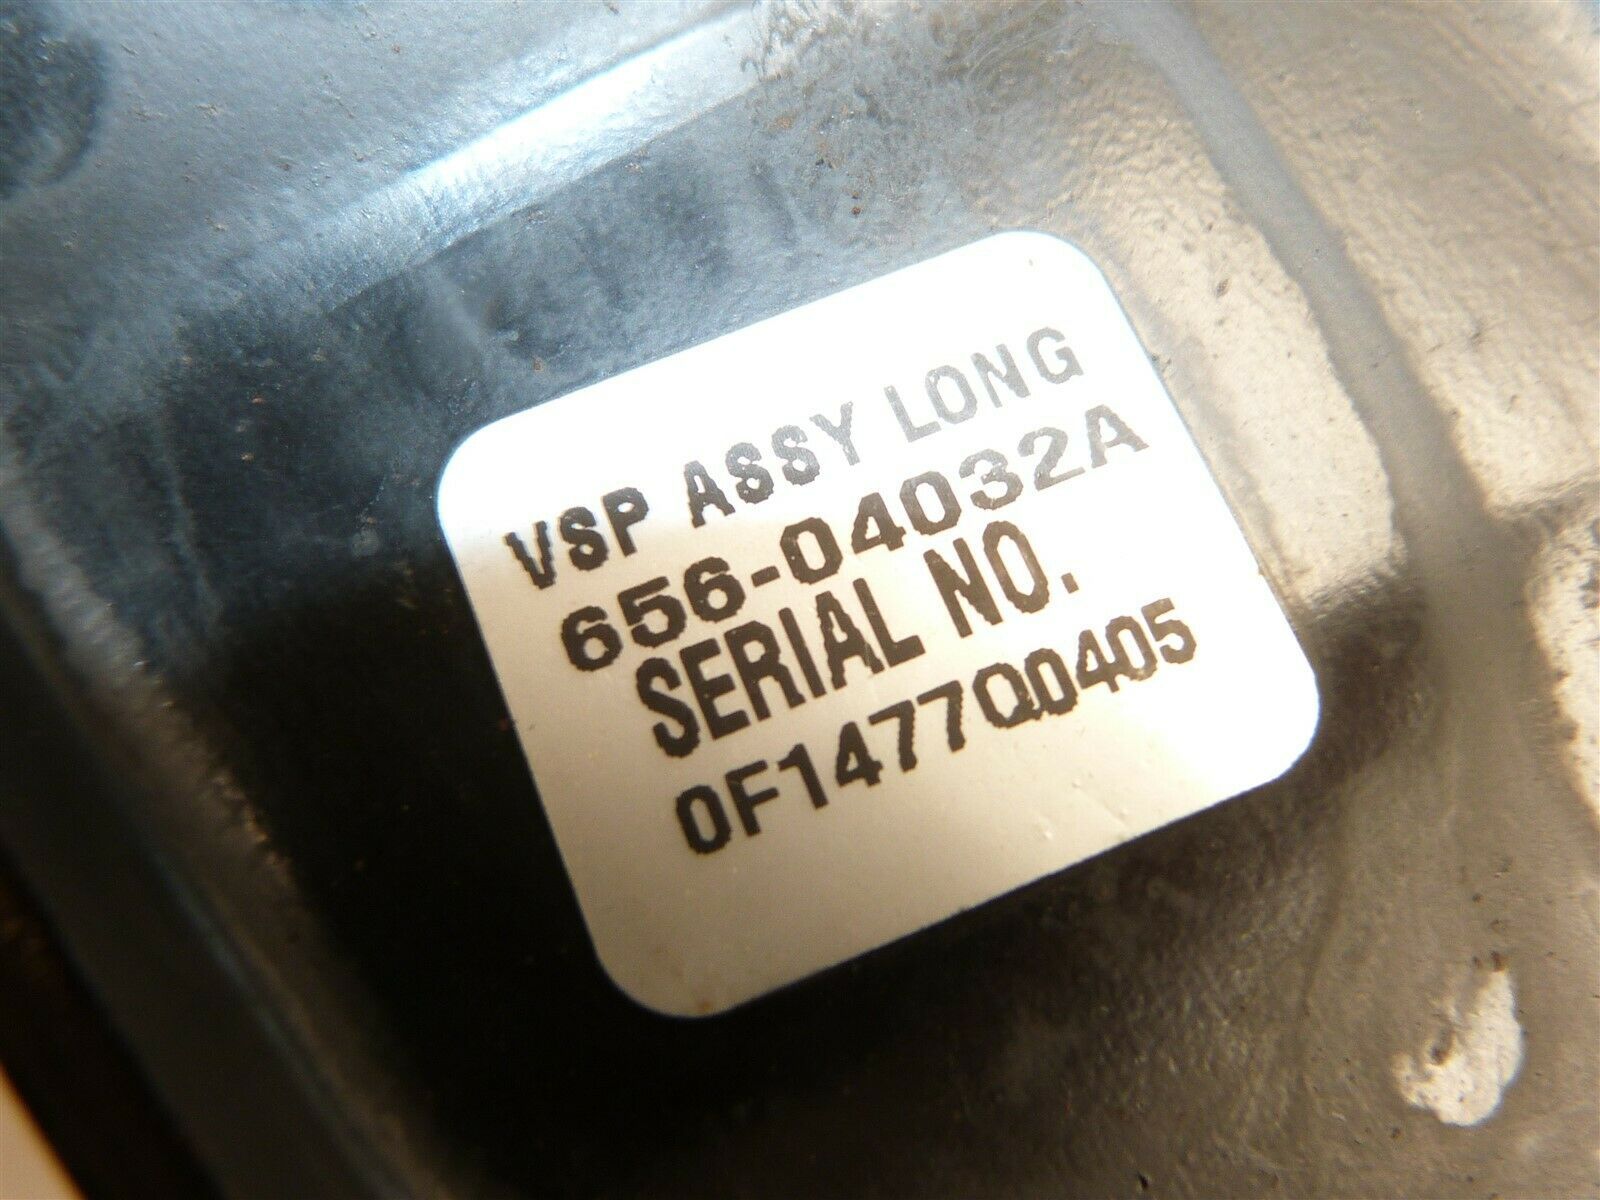 VSP ASSY LONG
656-04032A
SERIAL NO.
0F1477Q0405